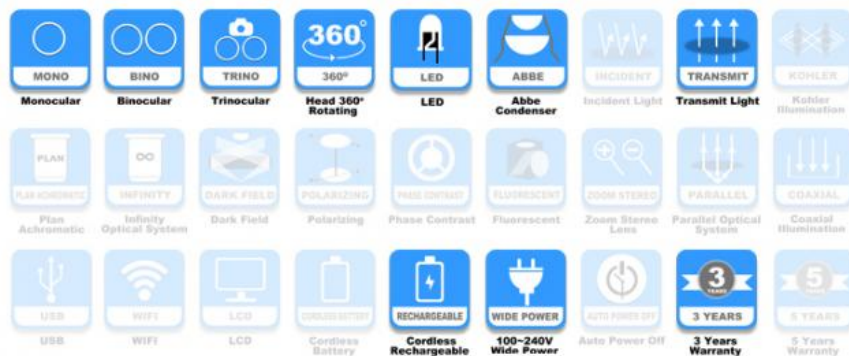 360°
MONO BINO TRINO 360° LED ABBE INCIDENT TRANSMIT KOHLER
Monocular Binocular Trinocular Head 360° Rotating LED Abbe Condenser Incident Light Transmit Light Kohler Illumination
PLAN ∞
PLAN ACHROMATIC INFINITY DARK FIELD POLARIZING PHASE CONTRAST FLUORESCENT ZOOM STEREO PARALLEL COAXIAL
Plan Achromatic Infinity Optical System Dark Field Polarizing Phase Contrast Fluorescent Zoom Stereo Lens Parallel Optical System Coaxial Illumination
3 YEARS 5 YEARS
USB WIFI LCD CORDLESS BATTERY RECHARGEABLE WIDE POWER AUTO POWER OFF 3 YEARS 5 YEARS
USB WIFI LCD Cordless Battery Cordless Rechargeable 100~240V Wide Power Auto Power Off 3 Years Warranty 5 Years Warranty